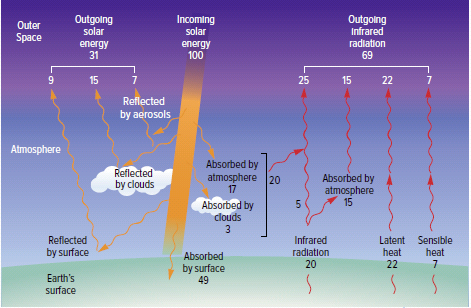 Outer
Space
Outgoing
solar
energy
31
Incoming
solar
energy
100
Outgoing
infrared
radiation
69
9
15
7
25
15
22
7
Reflected
by aerosols
Atmosphere
Reflected
by clouds
Absorbed by
atmosphere
17
20
Absorbed by
clouds
3
Absorbed by
atmosphere
15
5
Reflected
by surface
Absorbed
by surface
49
Infrared
radiation
20
Latent
heat
22
Sensible
heat
7
Earth's
surface